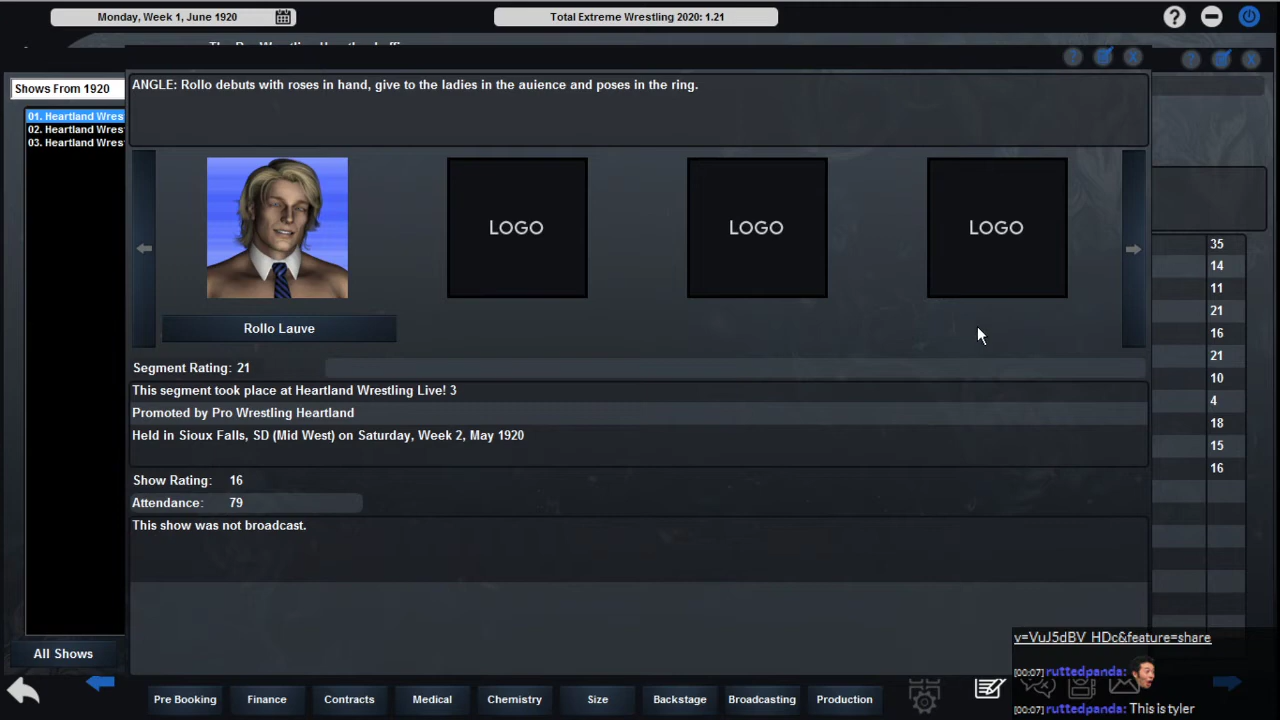 Monday, Week 1, June 1920
Total Extreme Wrestling 2020: 1.21
Shows From 1920
01. Heartland Wres
02. Heartland Wres
03. Heartland Wres
ANGLE: Rollo debuts with roses in hand, give to the ladies in the auience and poses in the ring.
LOGO
LOGO
LOGO
Rollo Lauve
Segment Rating: 21
This segment took place at Heartland Wrestling Live! 3
Promoted by Pro Wrestling Heartland
Held in Sioux Falls, SD (Mid West) on Saturday, Week 2, May 1920
Show Rating: 16
Attendance: 79
This show was not broadcast.
35
14
11
21
16
21
10
4
18
15
16
All Shows
v=VuJ5dBV_HDc&feature=share
[00:07] ruttedpanda:
[00:07] ruttedpanda: This is tyler
Pre Booking
Finance
Contracts
Medical
Chemistry
Size
Backstage
Broadcasting
Production